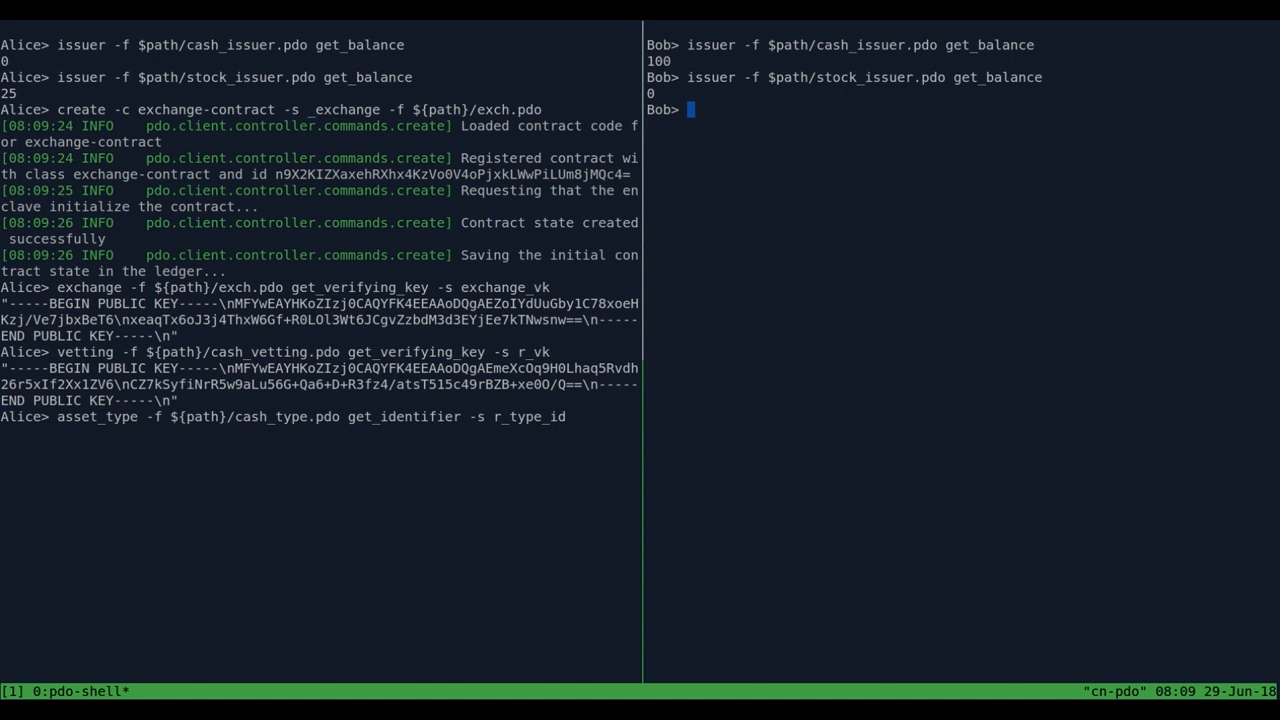 Alice> issuer -f $path/cash_issuer.pdo get_balance
0
Alice> issuer -f $path/stock_issuer.pdo get_balance
25
Alice> create -c exchange-contract -s _exchange -f ${path}/exch.pdo
[08:09:24 INFO    pdo.client.controller.commands.create] Loaded contract code f
or exchange-contract
[08:09:24 INFO    pdo.client.controller.commands.create] Registered contract wi
th class exchange-contract and id n9X2KIZXaxehRXhx4KzVo0V4oPjxkLWwPiLUm8jMQc4=
[08:09:25 INFO    pdo.client.controller.commands.create] Requesting that the en
clave initialize the contract...
[08:09:26 INFO    pdo.client.controller.commands.create] Contract state created
 successfully
[08:09:26 INFO    pdo.client.controller.commands.create] Saving the initial con
tract state in the ledger...
Alice> exchange -f ${path}/exch.pdo get_verifying_key -s exchange_vk
"-----BEGIN PUBLIC KEY-----\nMFYwEAYHKoZIzj0CAQYFK4EEAAoDQgAEZoIYdUuGby1C78xoeH
Kzj/Ve7jbxBeT6\nxeaqTx6oJ3j4ThxW6Gf+R0LOl3Wt6JCgvZzbdM3d3EYjEe7kTNwsnw==\n-----
END PUBLIC KEY-----\n"
Alice> vetting -f ${path}/cash_vetting.pdo get_verifying_key -s r_vk
"-----BEGIN PUBLIC KEY-----\nMFYwEAYHKoZIzj0CAQYFK4EEAAoDQgAEmeXcOq9H0Lhaq5Rvdh
26r5xIf2Xx1ZV6\nCZ7kSyfiNrR5w9aLu56G+Qa6+D+R3fz4/atsT515c49rBZB+xe0O/Q==\n-----
END PUBLIC KEY-----\n"
Alice> asset_type -f ${path}/cash_type.pdo get_identifier -s r_type_id
Bob> issuer -f $path/cash_issuer.pdo get_balance
100
Bob> issuer -f $path/stock_issuer.pdo get_balance
0
Bob>
[1] 0:pdo-shell*
"cn-pdo" 08:09 29-Jun-18